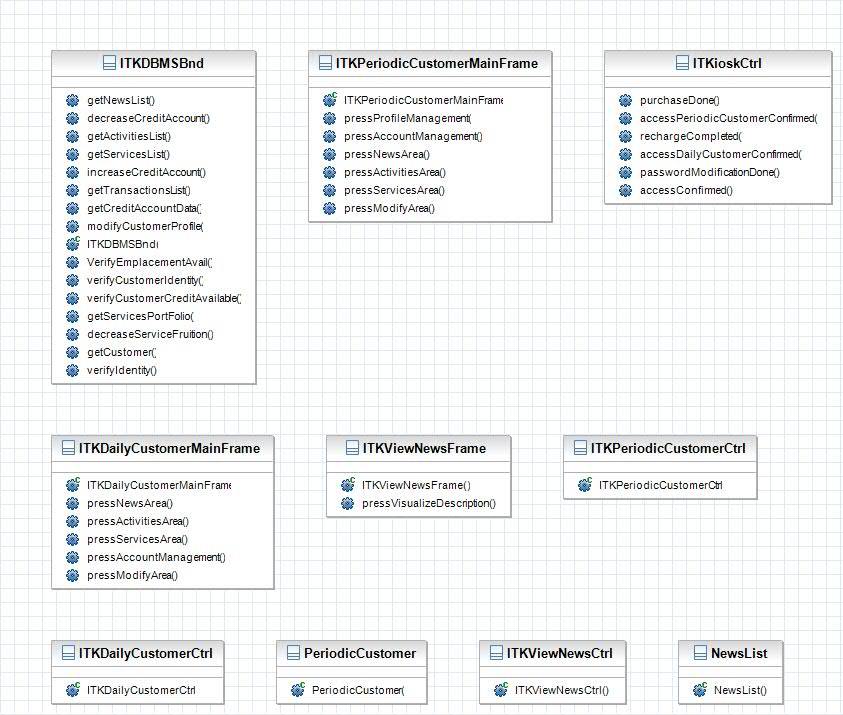 ITKDBMSBnd
getNewsList()
decreaseCreditAccount()
getActivitiesList()
getServicesList()
increaseCreditAccount()
getTransactionsList()
getCreditAccountData(
modifyCustomerProfile(
ITKDBMSBnd(
VerifyEmplacementAvail(
verifyCustomerIdentity(
verifyCustomerCreditAvailable(
getServicesPortFolio(
decreaseServiceFruition()
getCustomer(
verifyIdentity()
ITKPeriodicCustomerMainFrame
ITKPeriodicCustomerMainFrame
pressProfileManagement(
pressAccountManagement()
pressNewsArea()
pressActivitiesArea()
pressServicesArea()
pressModifyArea()
ITKioskCtrl
purchaseDone()
accessPeriodicCustomerConfirmed(
rechargeCompleted(
accessDailyCustomerConfirmed(
passwordModificationDone()
accessConfirmed()
ITKDailyCustomerMainFrame
ITKDailyCustomerMainFrame
pressNewsArea()
pressActivitiesArea()
pressServicesArea()
pressAccountManagement()
pressModifyArea()
ITKViewNewsFrame
ITKViewNewsFrame()
pressVisualizeDescription()
ITKPeriodicCustomerCtrl
ITKPeriodicCustomerCtrl
ITKDailyCustomerCtrl
ITKDailyCustomerCtrl
PeriodicCustomer
PeriodicCustomer(
ITKViewNewsCtrl
ITKViewNewsCtrl()
NewsList
NewsList()